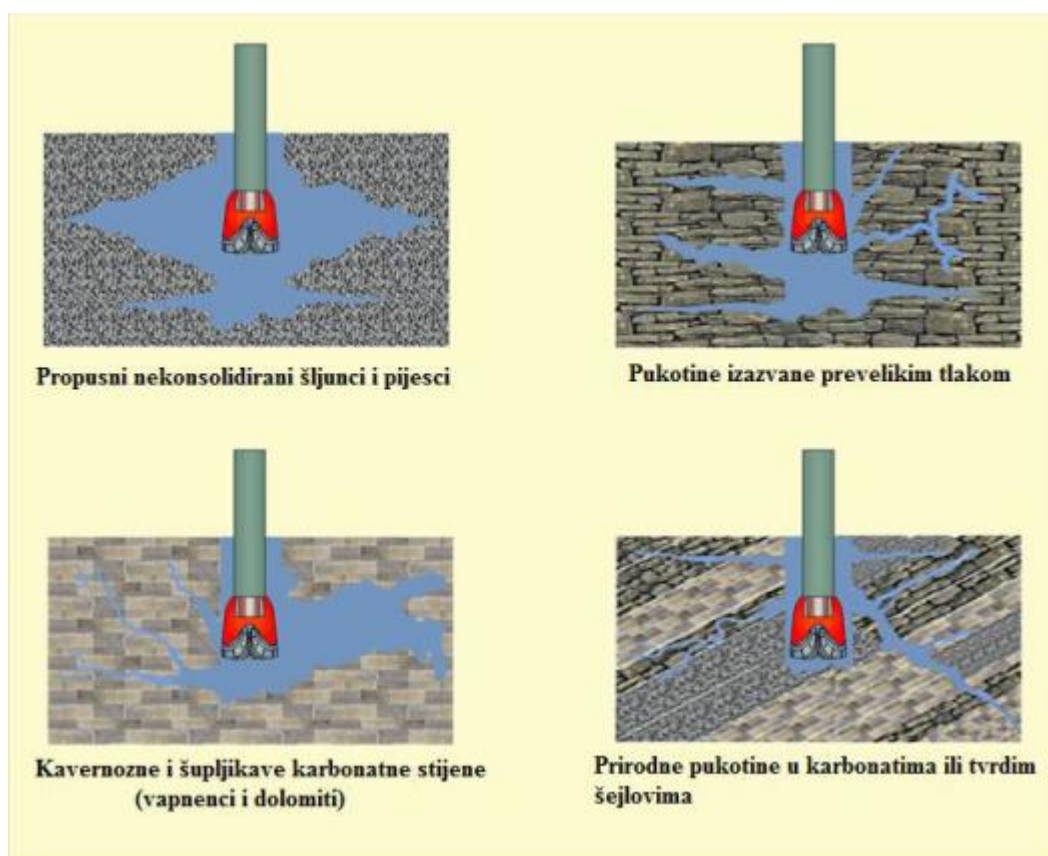 Propusni nekonsolidirani šljunci i pijesci
Pukotine izazvane prevelikim tlakom
Kavernozne i šupljikave karbonatne stijene
(vapnenci i dolomiti)
Prirodne pukotine u karbonatima ili tvrdim
šejlovima